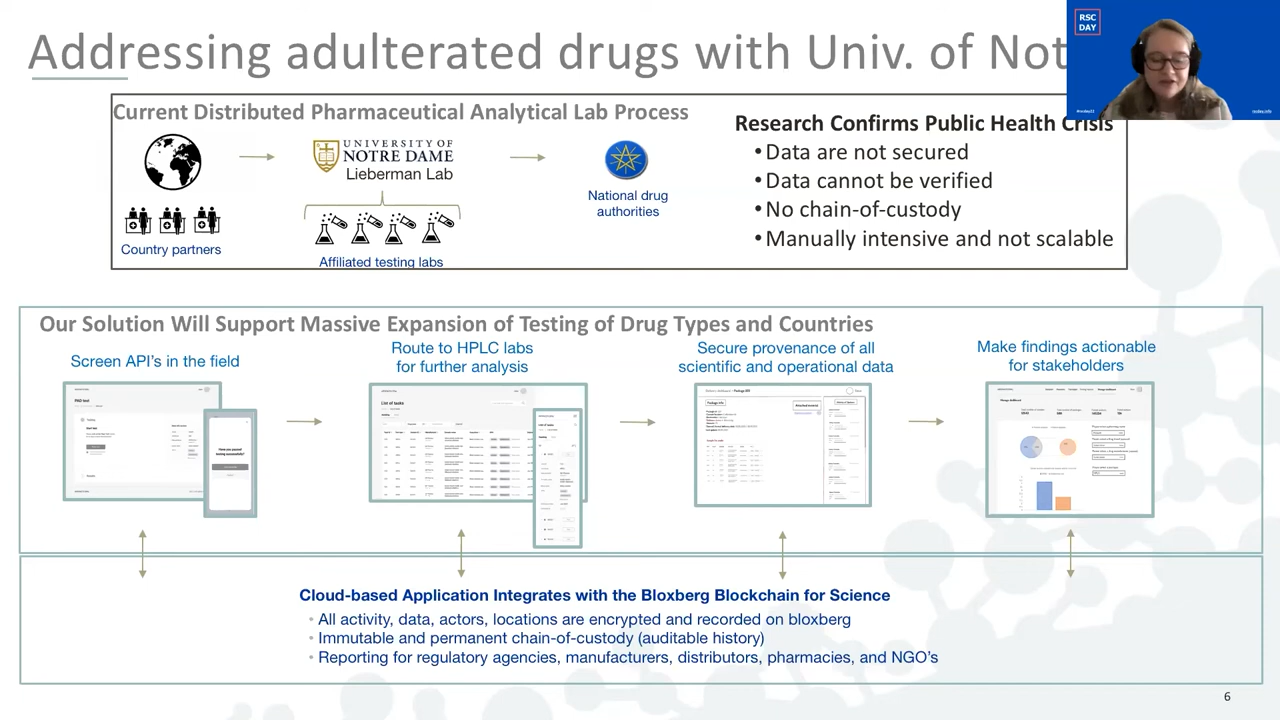 Addressing adulterated drugs with Univ. of Not
RSC
DAY
Current Distributed Pharmaceutical Analytical Lab Process
UNIVERSITY OF
NOTRE DAME
Lieberman Lab
National drug
authorities
Country partners
Affiliated testing labs
Research Confirms Public Health Crisis
• Data are not secured
• Data cannot be verified
• No chain-of-custody
• Manually intensive and not scalable
Our Solution Will Support Massive Expansion of Testing of Drug Types and Countries
Screen API's in the field
Route to HPLC labs
for further analysis
Secure provenance of all
scientific and operational data
Make findings actionable
for stakeholders
PAD test
List of tasks
Cloud-based Application Integrates with the Bloxberg Blockchain for Science
• All activity, data, actors, locations are encrypted and recorded on bloxberg
• Immutable and permanent chain-of-custody (auditable history)
• Reporting for regulatory agencies, manufacturers, distributors, pharmacies, and NGO's
6